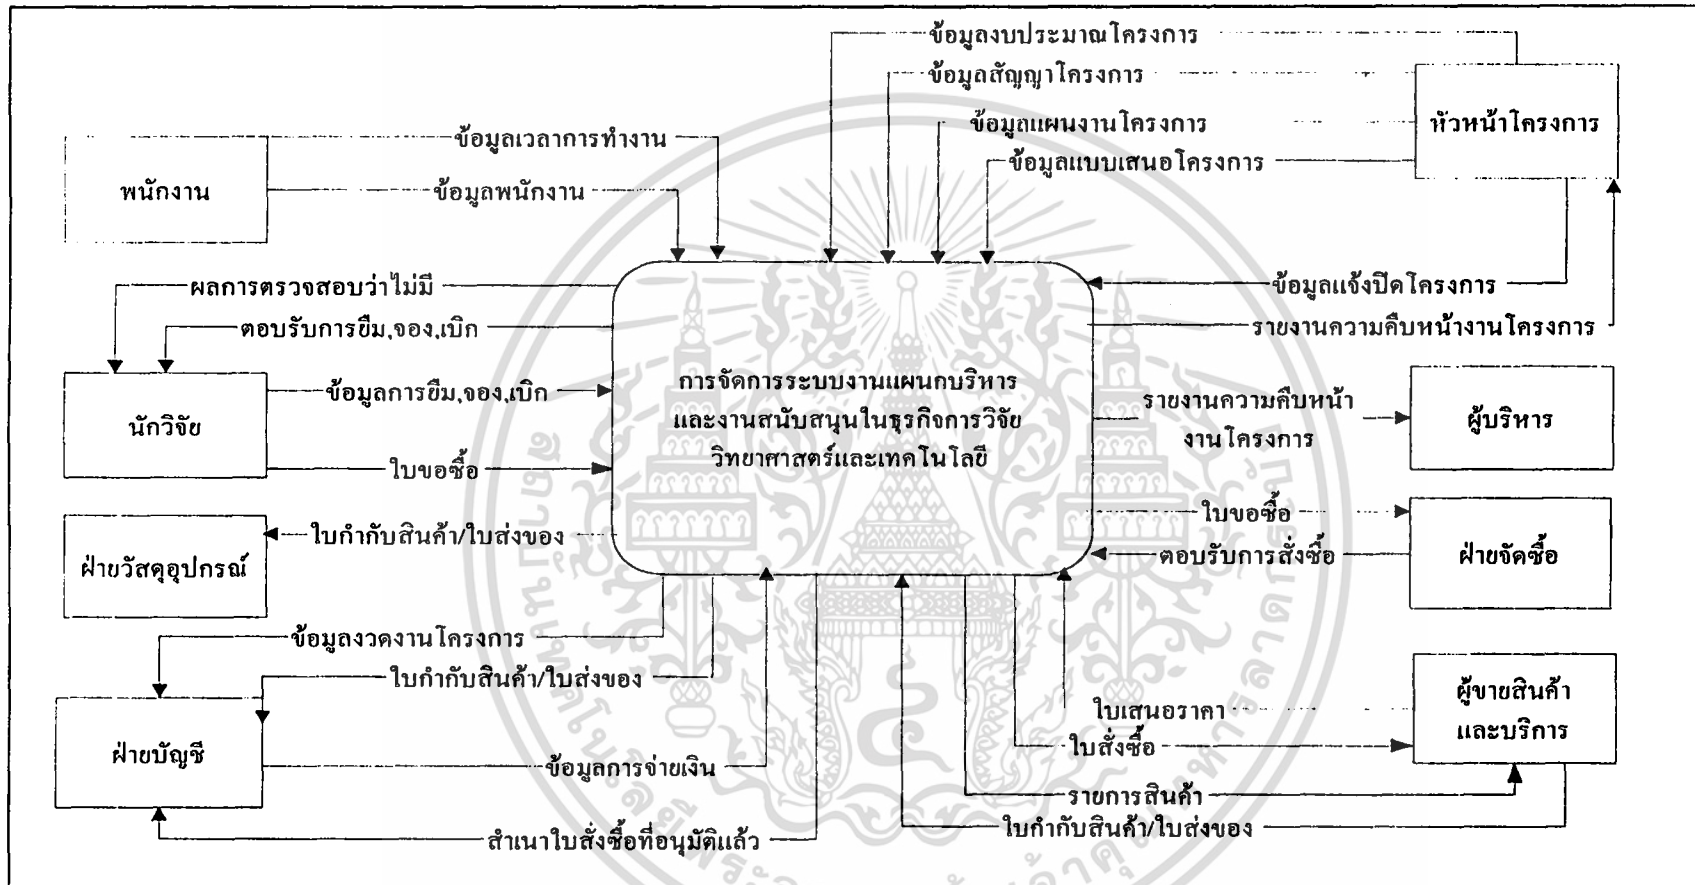 ข้อมูลงบประมาณโครงการ
ข้อมูลสัญญาโครงการ
ข้อมูลแผนงานโครงการ
ข้อมูลแบบเสนอโครงการ
หัวหน้าโครงการ
ข้อมูลเวลาการทำงาน
ข้อมูลพนักงาน
พนักงาน
ผลการตรวจสอบว่าไม่มี
ตอบรับการยืม,จอง,เบิก
ข้อมูลแจ้งปิดโครงการ
รายงานความคืบหน้างานโครงการ
นักวิจัย
ข้อมูลการยืม,จอง,เบิก
ใบขอซื้อ
การจัดการระบบงานแผนกบริหาร
และงานสนับสนุนในธุรกิจการวิจัย
วิทยาศาสตร์และเทคโนโลยี
รายงานความคืบหน้า
งานโครงการ
ผู้บริหาร
ใบกำกับสินค้า/ใบส่งของ
ฝ่ายวัสดุอุปกรณ์
ใบขอซื้อ
ตอบรับการสั่งซื้อ
ฝ่ายจัดซื้อ
ข้อมูลงวดงานโครงการ
ใบกำกับสินค้า/ใบส่งของ
ฝ่ายบัญชี
ข้อมูลการจ่ายเงิน
สำเนาใบสั่งซื้อที่อนุมัติแล้ว
ใบเสนอราคา
ใบสั่งซื้อ
รายการสินค้า
ใบกำกับสินค้า/ใบส่งของ
ผู้ขายสินค้า
และบริการ